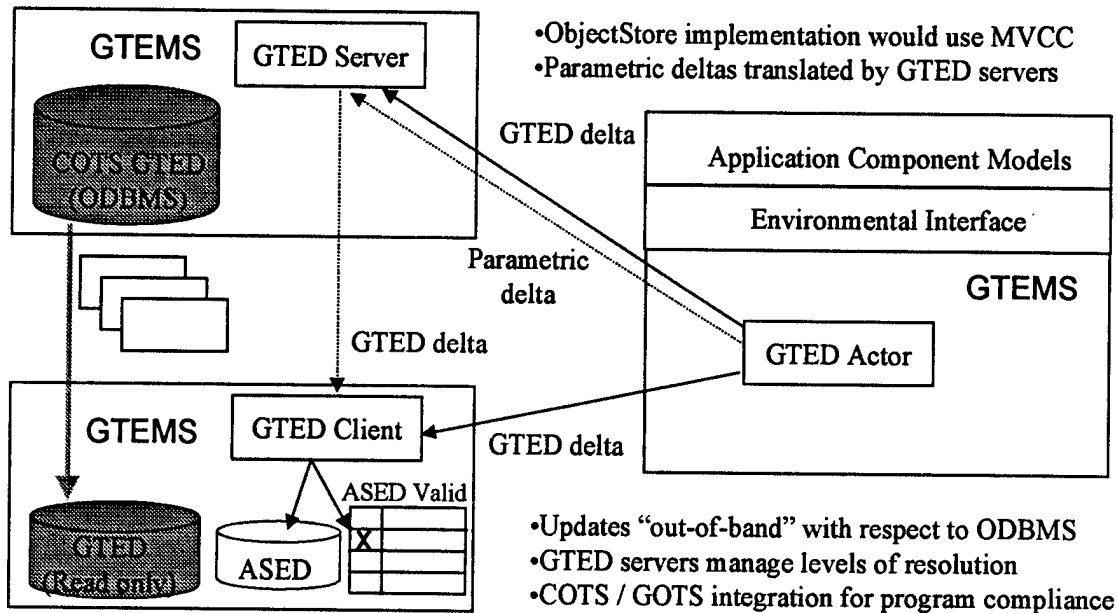 GTEMS
GTED Server
COTS GTED
(ODBMS)
•ObjectStore implementation would use MVCC
•Parametric deltas translated by GTED servers
GTED delta
Application Component Models
Environmental Interface
GTEMS
GTED Actor
Parametric
delta
GTED delta
GTEMS
GTED Client
GTED delta
ASED Valid
X
GTED
(Read only)
ASED
•Updates “out-of-band” with respect to ODBMS
•GTED servers manage levels of resolution
•COTS / GOTS integration for program compliance